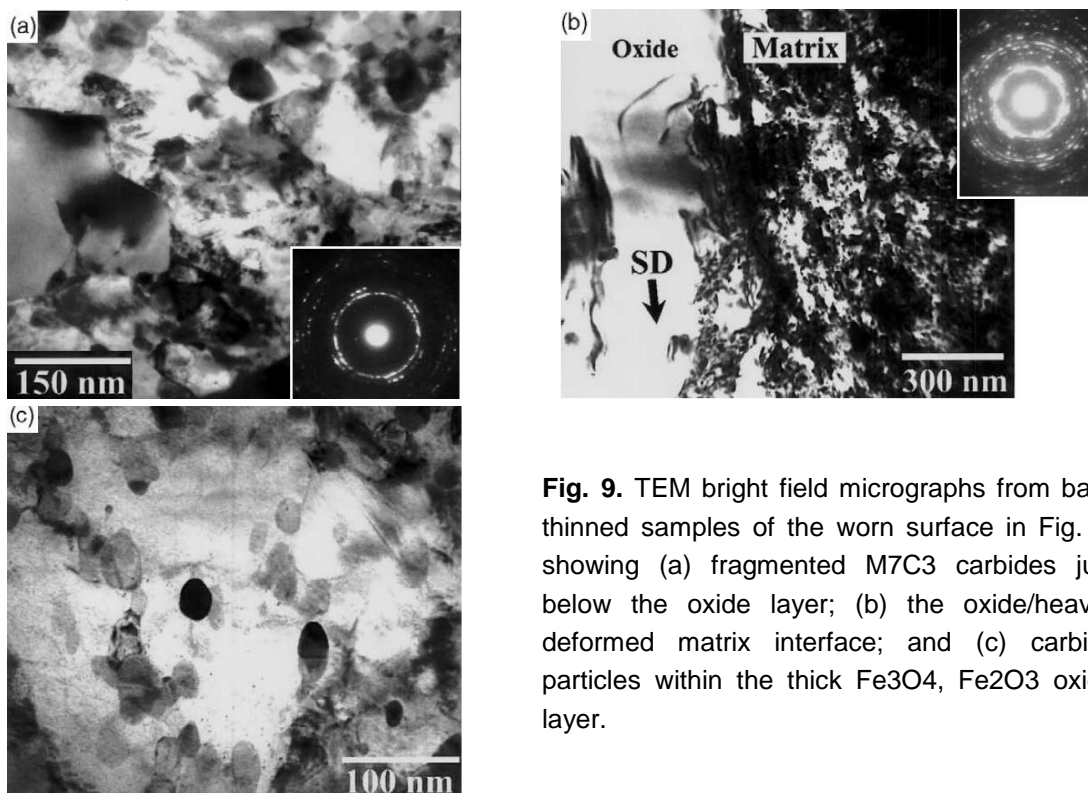 (a)
150 nm
(b)
Oxide
Matrix
SD
300 nm
(c)
100 nm
Fig. 9. TEM bright field micrographs from ba
thinned samples of the worn surface in Fig.
showing (a) fragmented M7C3 carbides ju
below the oxide layer; (b) the oxide/heav
deformed matrix interface; and (c) carbi
particles within the thick Fe3O4, Fe2O3 oxi
layer.